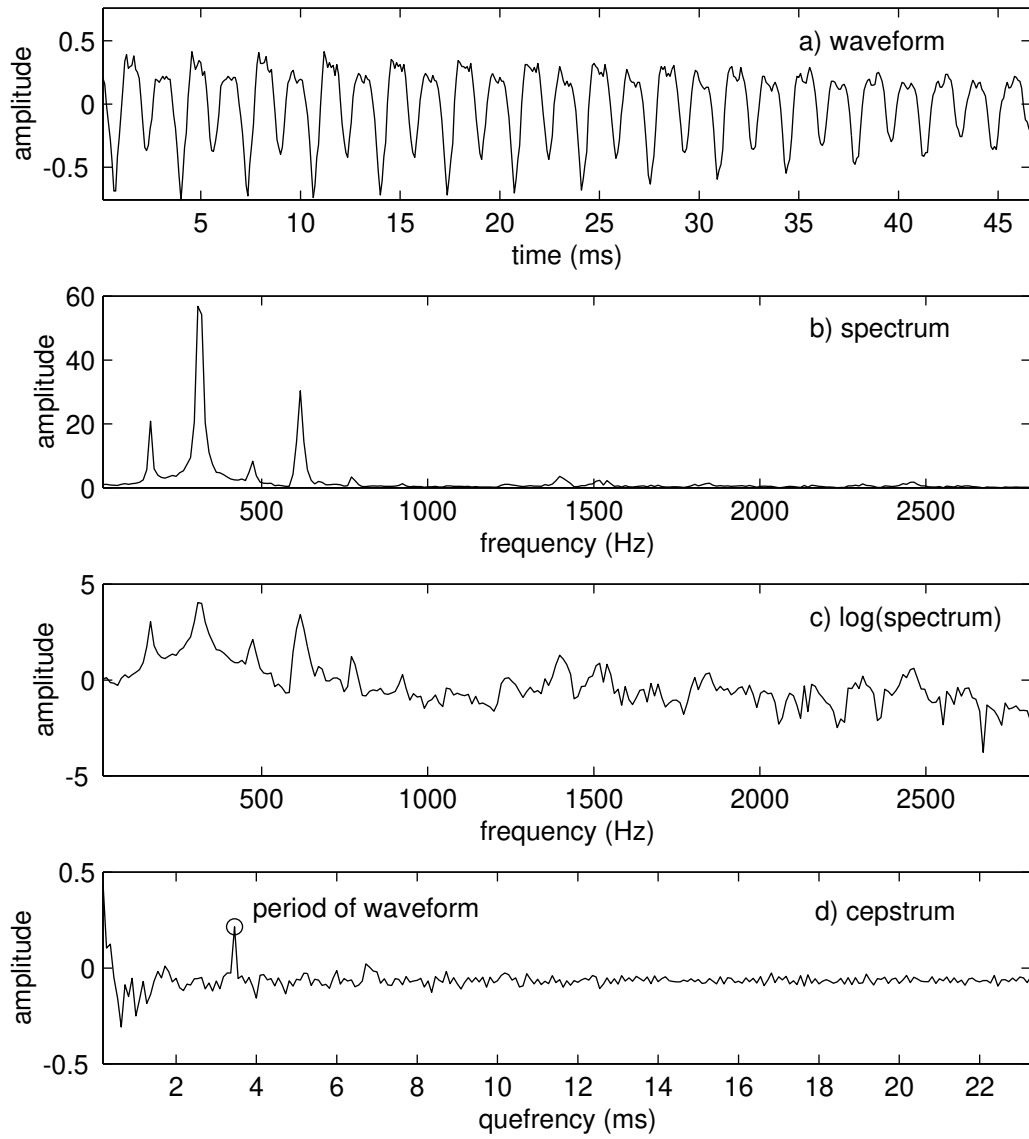 a) waveform
amplitude
0.5
0
-0.5
5 10 15 20 25 30 35 40 45
time (ms)
b) spectrum
amplitude
60
40
20
0
500 1000 1500 2000 2500
frequency (Hz)
c) log(spectrum)
amplitude
5
0
-5
500 1000 1500 2000 2500
frequency (Hz)
period of waveform
d) cepstrum
amplitude
0.5
0
-0.5
2 4 6 8 10 12 14 16 18 20 22
quefrency (ms)